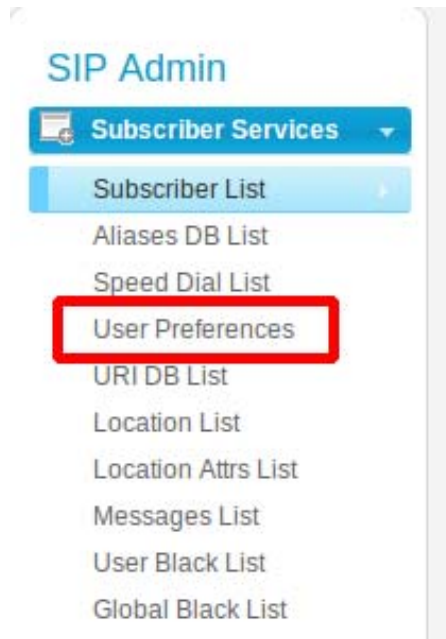 SIP Admin
Subscriber Services
Subscriber List
Aliases DB List
Speed Dial List
User Preferences
URI DB List
Location List
Location Attrs List
Messages List
User Black List
Global Black List